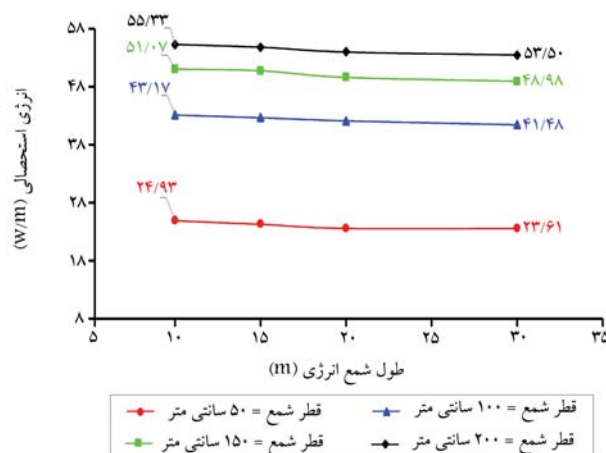 ۵۵/۳۳
۵۸
۵۳/۵۰
۵۱/۰۷
۴۸/۹۸
۴۸
۴۳/۱۷
۴۱/۴۸
۳۸
۲۸
۲۴/۹۳
۲۳/۶۱
۱۸
۸
انرژی استحصالی (w/m)
۵ ۱۰ ۱۵ ۲۰ ۲۵ ۳۰ ۳۵
طول شمع انرژی (m)
قطر شمع = ۱۰۰ سانتی متر
قطر شمع = ۵۰ سانتی متر
قطر شمع = ۲۰۰ سانتی متر
قطر شمع = ۱۵۰ سانتی متر